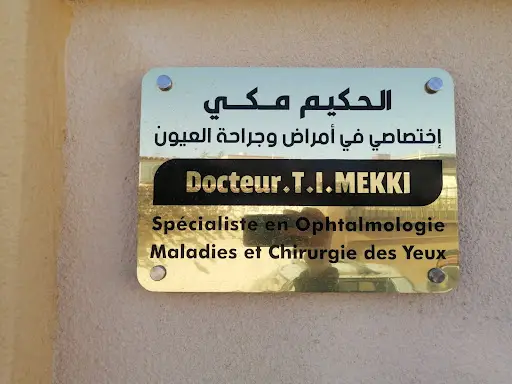 الحكيم مكي
إختصاصي في أمراض وجراحة العيون
Docteur.T.I.MEKKI
Spécialiste en Ophtalmologie
Maladies et Chirurgie des Yeux